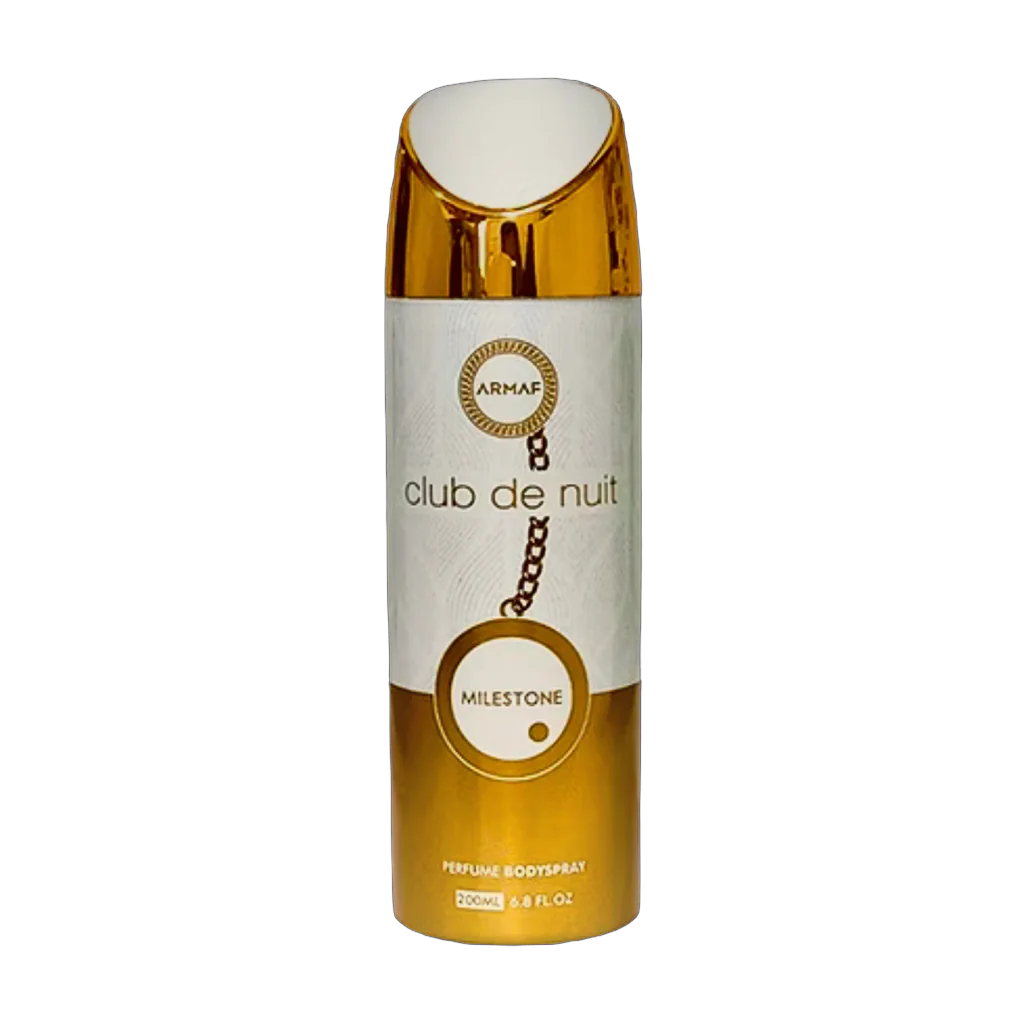 ARMAF
club de nuit
MILESTONE
PERFUME BODYSPRAY
200ML 6.8 FL.OZ